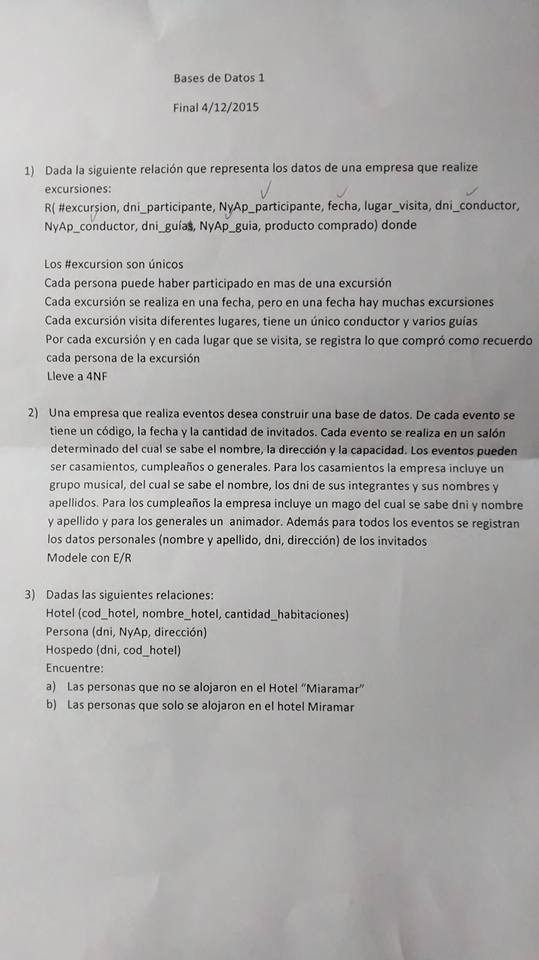 Bases de Datos 1
Final 4/12/2015
1) Dada la siguiente relación que representa los datos de una empresa que realize
excursiones:
R( #excursion, dni_participante, NyAp_participante, fecha, lugar_visita, dni_conductor,
NyAp_conductor, dni_guías, NyAp_guia, producto comprado) donde
Los #excursion son únicos
Cada persona puede haber participado en mas de una excursión
Cada excursión se realiza en una fecha, pero en una fecha hay muchas excursiones
Cada excursión visita diferentes lugares, tiene un único conductor y varios guías
Por cada excursión y en cada lugar que se visita, se registra lo que compró como recuerdo
cada persona de la excursión
Lleve a 4NF
2) Una empresa que realiza eventos desea construir una base de datos. De cada evento se
tiene un código, la fecha y la cantidad de invitados. Cada evento se realiza en un salón
determinado del cual se sabe el nombre, la dirección y la capacidad. Los eventos pueden
ser casamientos, cumpleaños o generales. Para los casamientos la empresa incluye un
grupo musical, del cual se sabe el nombre, los dni de sus integrantes y sus nombres y
apellidos. Para los cumpleaños la empresa incluye un mago del cual se sabe dni y nombre
y apellido y para los generales un animador. Además para todos los eventos se registran
los datos personales (nombre y apellido, dni, dirección) de los invitados
Modele con E/R
3) Dadas las siguientes relaciones:
Hotel (cod_hotel, nombre_hotel, cantidad_habitaciones)
Persona (dni, NyAp, dirección)
Hospedo (dni, cod_hotel)
Encuentre:
a) Las personas que no se alojaron en el Hotel "Miaramar"
b) Las personas que solo se alojaron en el hotel Miramar